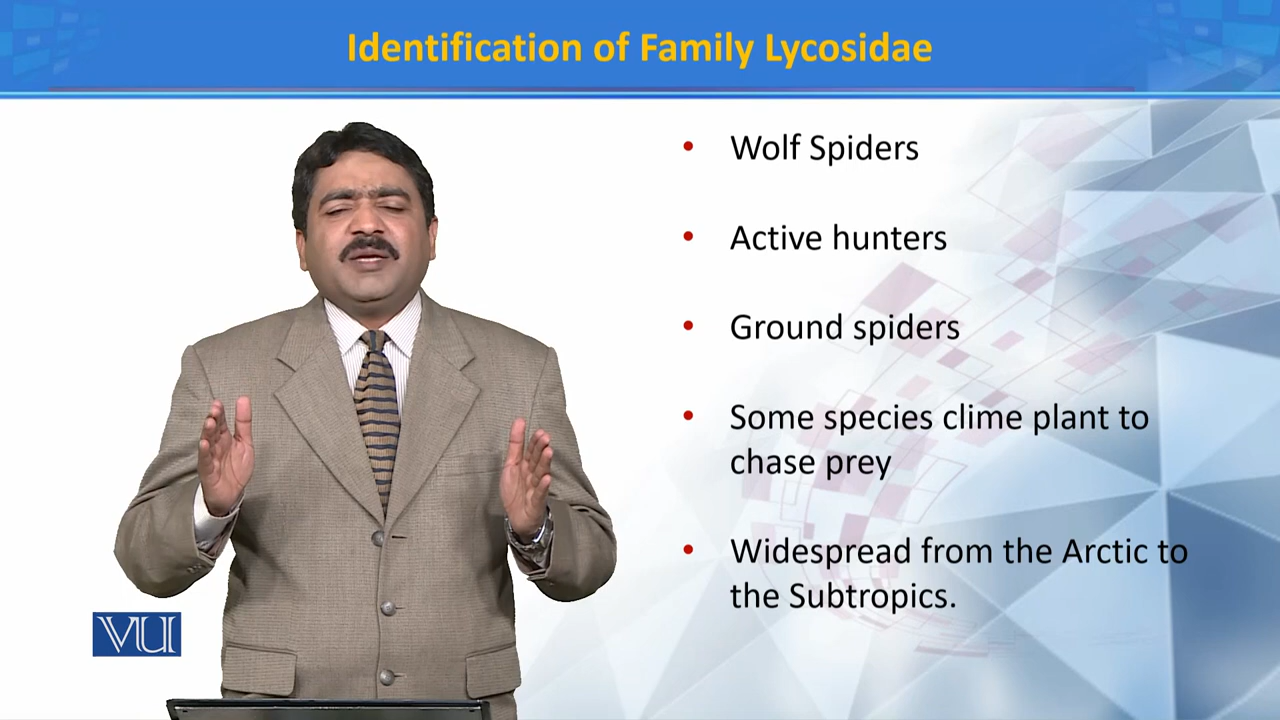 Identification of Family Lycosidae
• Wolf Spiders
• Active hunters
• Ground spiders
• Some species clime plant to
chase prey
• Widespread from the Arctic to
the Subtropics.
VU